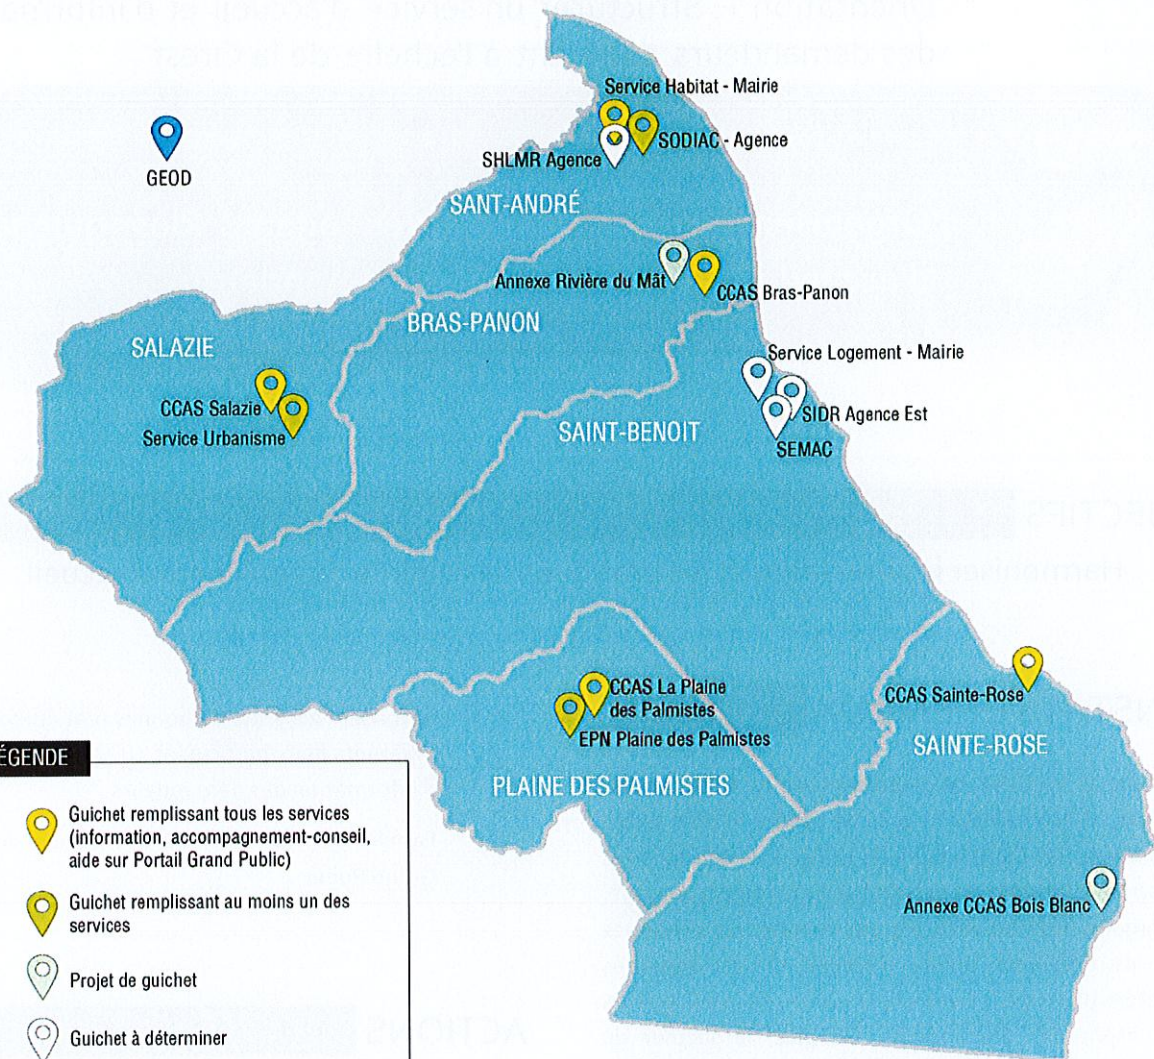 Service Habitat - Mairie
SODIAC - Agence
SHLMR Agence
GEOD
SANT-ANDRÉ
Annexe Rivière du Mât
CCAS Bras-Panon
BRAS-PANON
SALAZIE
Service Logement - Mairie
CCAS Salazie
SIDR Agence Est
Service Urbanisme
SAINT-BENOIT
SEMAC
CCAS La Plaine
des Palmistes
CCAS Sainte-Rose
EPN Plaine des Palmistes
SAINTE-ROSE
PLAINE DES PALMISTES
Annexe CCAS Bois Blanc
ÉGENDE
Guichet remplissant tous les services
(information, accompagnement-conseil,
aide sur Portail Grand Public)
Guichet remplissant au moins un des
services
Projet de guichet
Guichet à déterminer